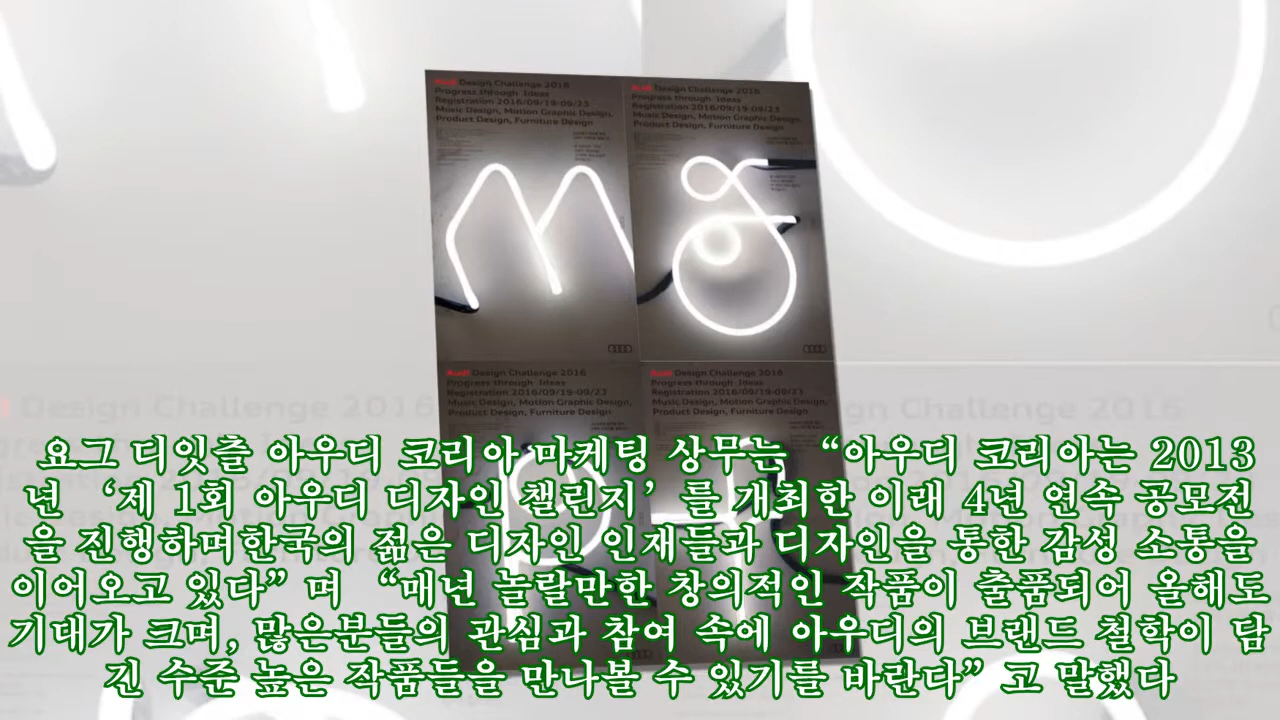 Audi Design Challenge 2016
Progress through Ideas
Registration 2016/09/19-09/23
Music Design, Motion Graphic Design,
Product Design, Furniture Design
Audi Design Challenge 2016
Progress through Ideas
Registration 2016/09/19-09/23
Music Design, Motion Graphic Design,
Product Design, Furniture Design
Audi Design Challenge 2016
Progress through Ideas
Registration 2016/09/19-09/23
Music Design, Motion Graphic Design,
Product Design, Furniture Design
Audi Design Challenge 2016
Progress through Ideas
Registration 2016/09/19-09/23
Music Design, Motion Graphic Design,
Product Design, Furniture Design
Design Challenge 2016
Design Challenge 2016
요그 디잇츨 아우디 코리아 마케팅 상무는 “아우디 코리아는 2013
년 ‘제 1회 아우디 디자인 챌린지’를 개최한 이래 4년 연속 공모전
을 진행하며한국의 젊은 디자인 인재들과 디자인을 통한 감성 소통을
이어오고 있다”며 “매년 놀랄만한 창의적인 작품이 출품되어 올해도
기대가 크며, 많은분들의 관심과 참여 속에 아우디의 브랜드 철학이 담
긴 수준 높은 작품들을 만나볼 수 있기를 바란다”고 말했다